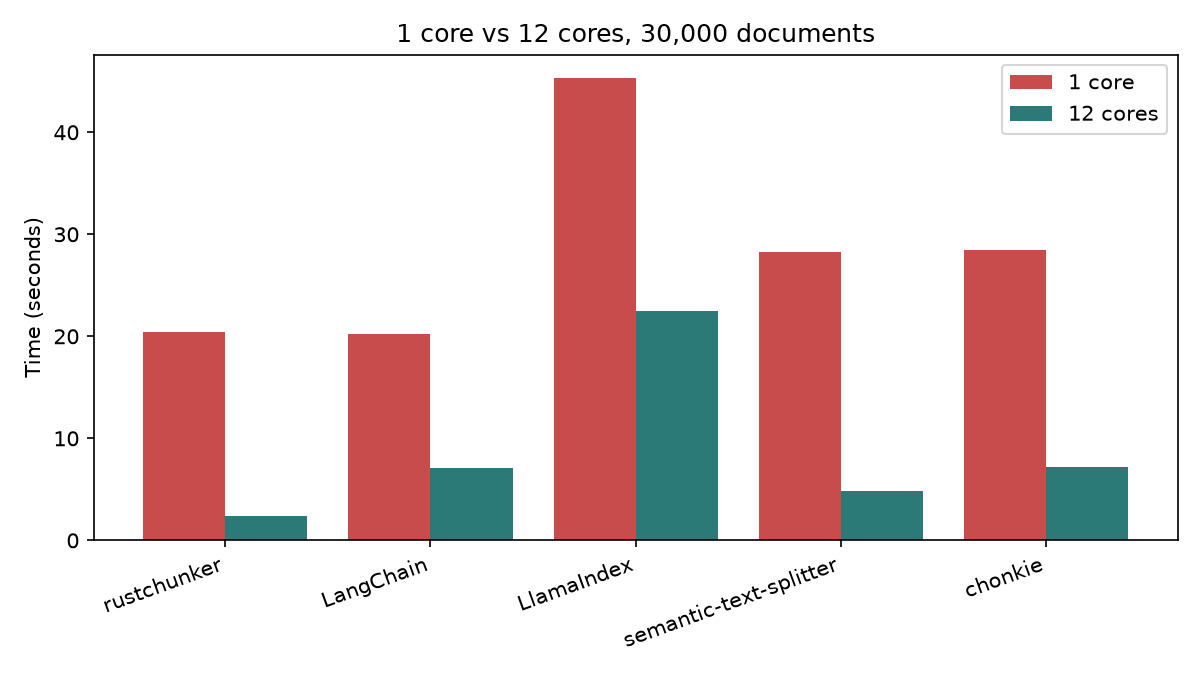 1 core vs 12 cores, 30,000 documents
1 core
12 cores
Time (seconds)
40
30
20
10
0
rustchunker
LangChain
LlamaIndex
semantic-text-splitter
chonkie